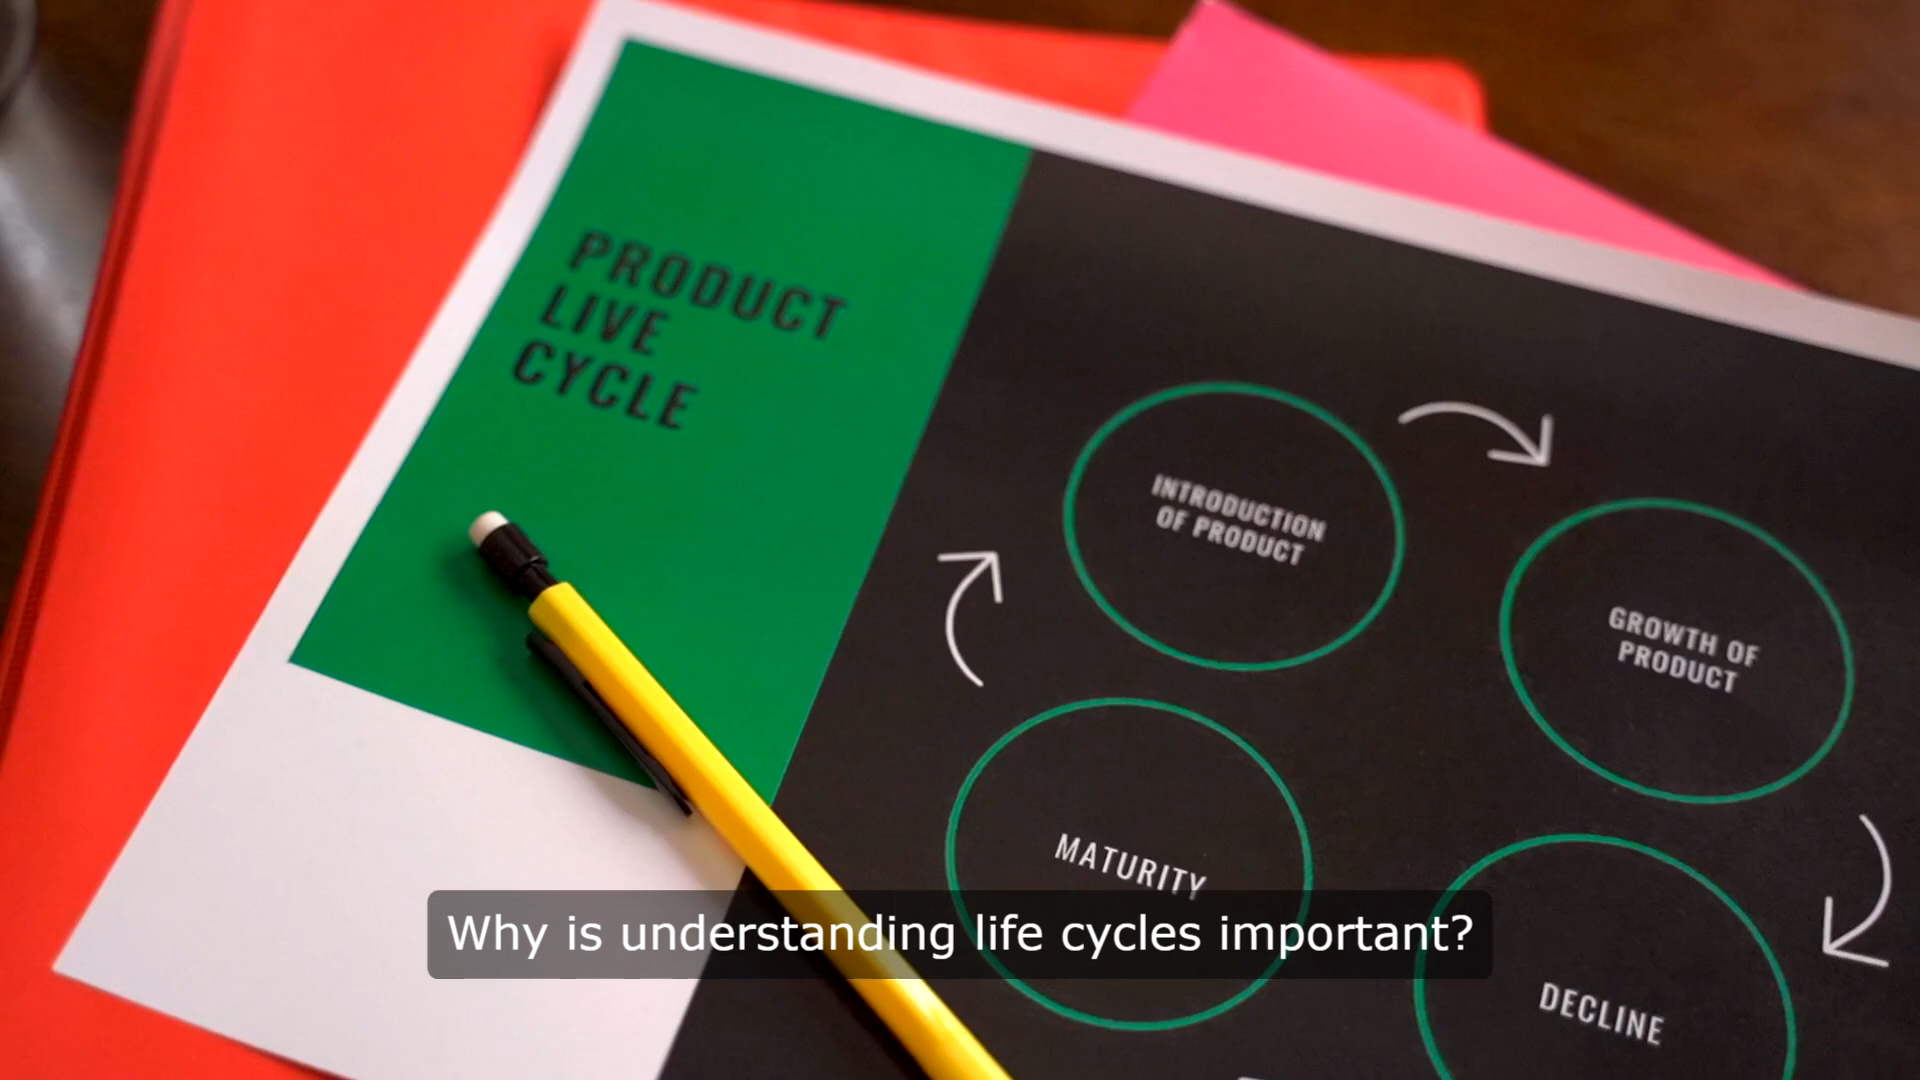 PRODUCT
LIVE
CYCLE
INTRODUCTION
OF PRODUCT
GROWTH OF
PRODUCT
MATURITY
DECLINE
Why is understanding life cycles important?